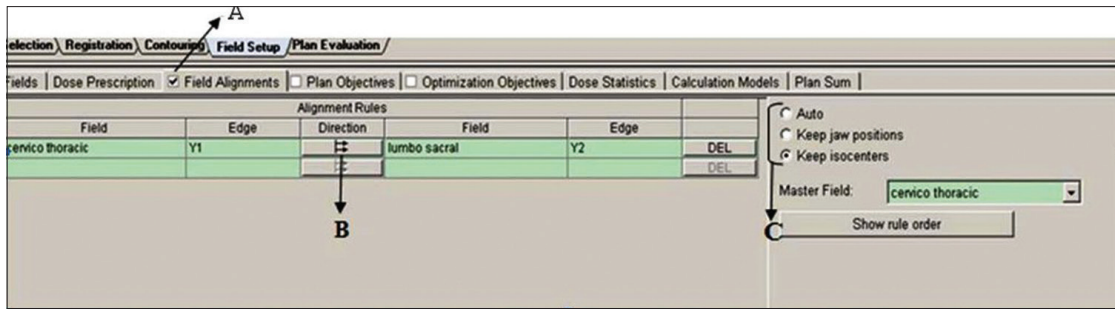 A
election Registration Contouring Field Setup Plan Evaluation
Fields Dose Prescription Field Alignments Plan Objectives Optimization Objectives Dose Statistics Calculation Models Plan Sum
Alignment Rules
Field Edge Direction Field Edge
cervico thoracic Y1 lumbo sacral Y2 DEL
DEL
Auto
Keep jaw positions
Keep isocenters
Master Field: cervico thoracic
Show rule order
B
C